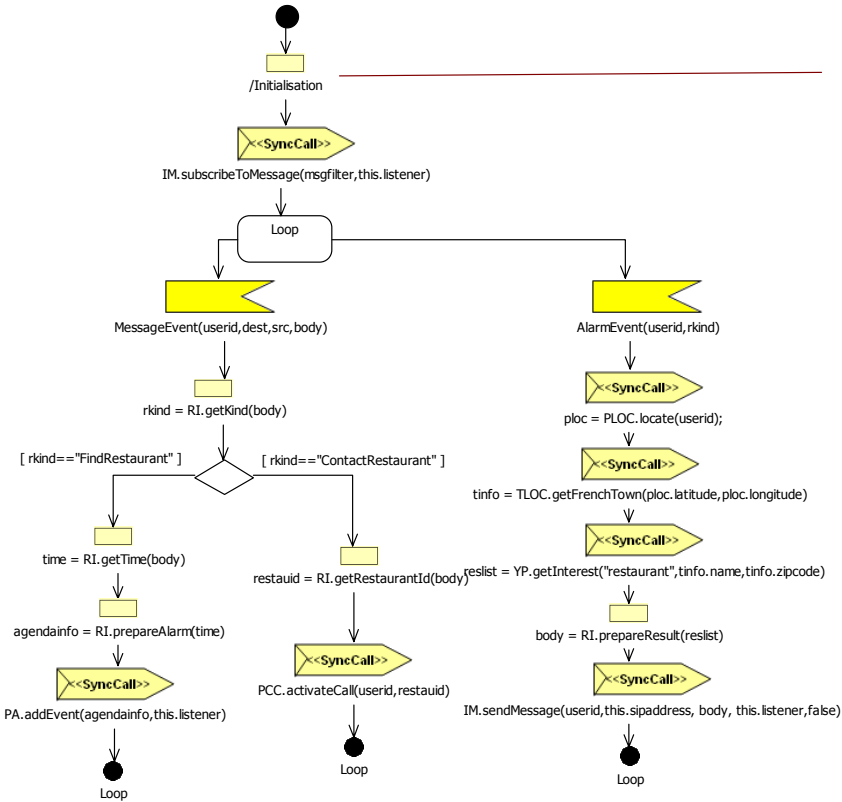 /Initialisation
<<SyncCall>>
IM.subscribeToMessage(msgfilter,this.listener)
Loop
MessageEvent(userid,dest,src,body)
rkind = RI.getKind(body)
[ rkind=="FindRestaurant" ]
[ rkind=="ContactRestaurant" ]
time = RI.getTime(body)
agendainfo = RI.prepareAlarm(time)
<<SyncCall>>
PA.addEvent(agendainfo,this.listener)
Loop
restauid = RI.getRestaurantId(body)
<<SyncCall>>
PCC.activateCall(userid,restauid)
Loop
AlarmEvent(userid,rkind)
<<SyncCall>>
ploc = PLOC.locate(userid);
<<SyncCall>>
tinfo = TLOC.getFrenchTown(ploc.latitude,ploc.longitude)
<<SyncCall>>
reslist = YP.getInterest("restaurant",tinfo.name,tinfo.zipcode)
body = RI.prepareResult(reslist)
<<SyncCall>>
IM.sendMessage(userid,this.sipaddress, body, this.listener,false)
Loop